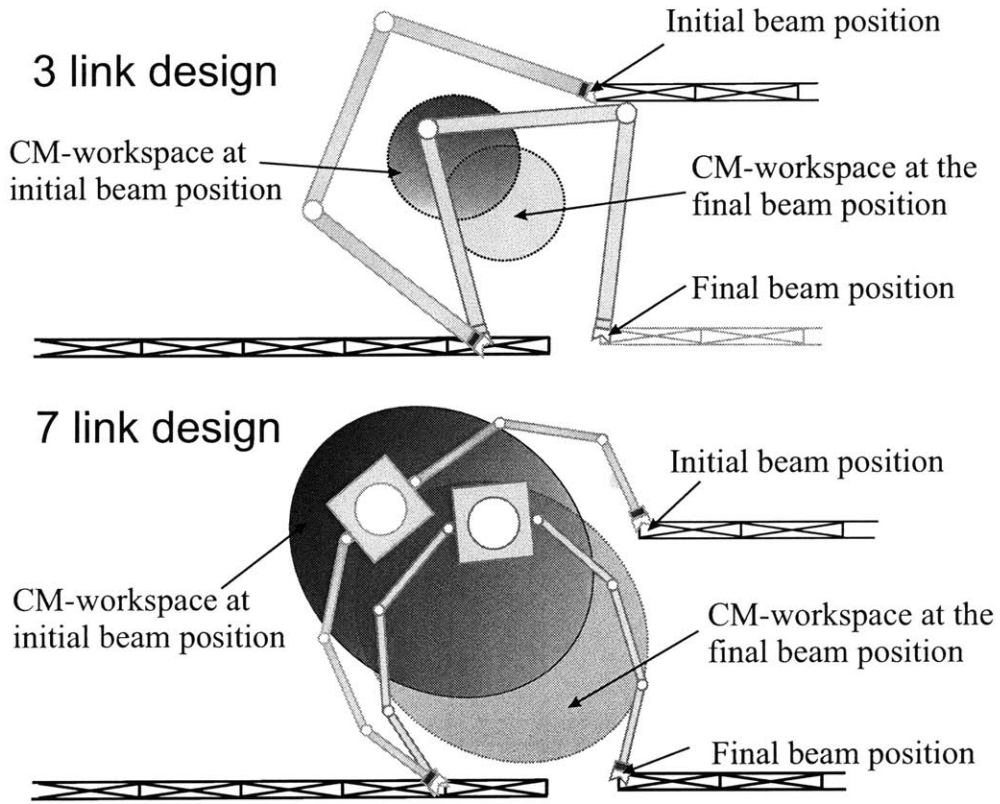 Initial beam position
3 link design
CM-workspace at
initial beam position
CM-workspace at the
final beam position
Final beam position
7 link design
Initial beam position
CM-workspace at
initial beam position
CM-workspace at the
final beam position
Final beam position